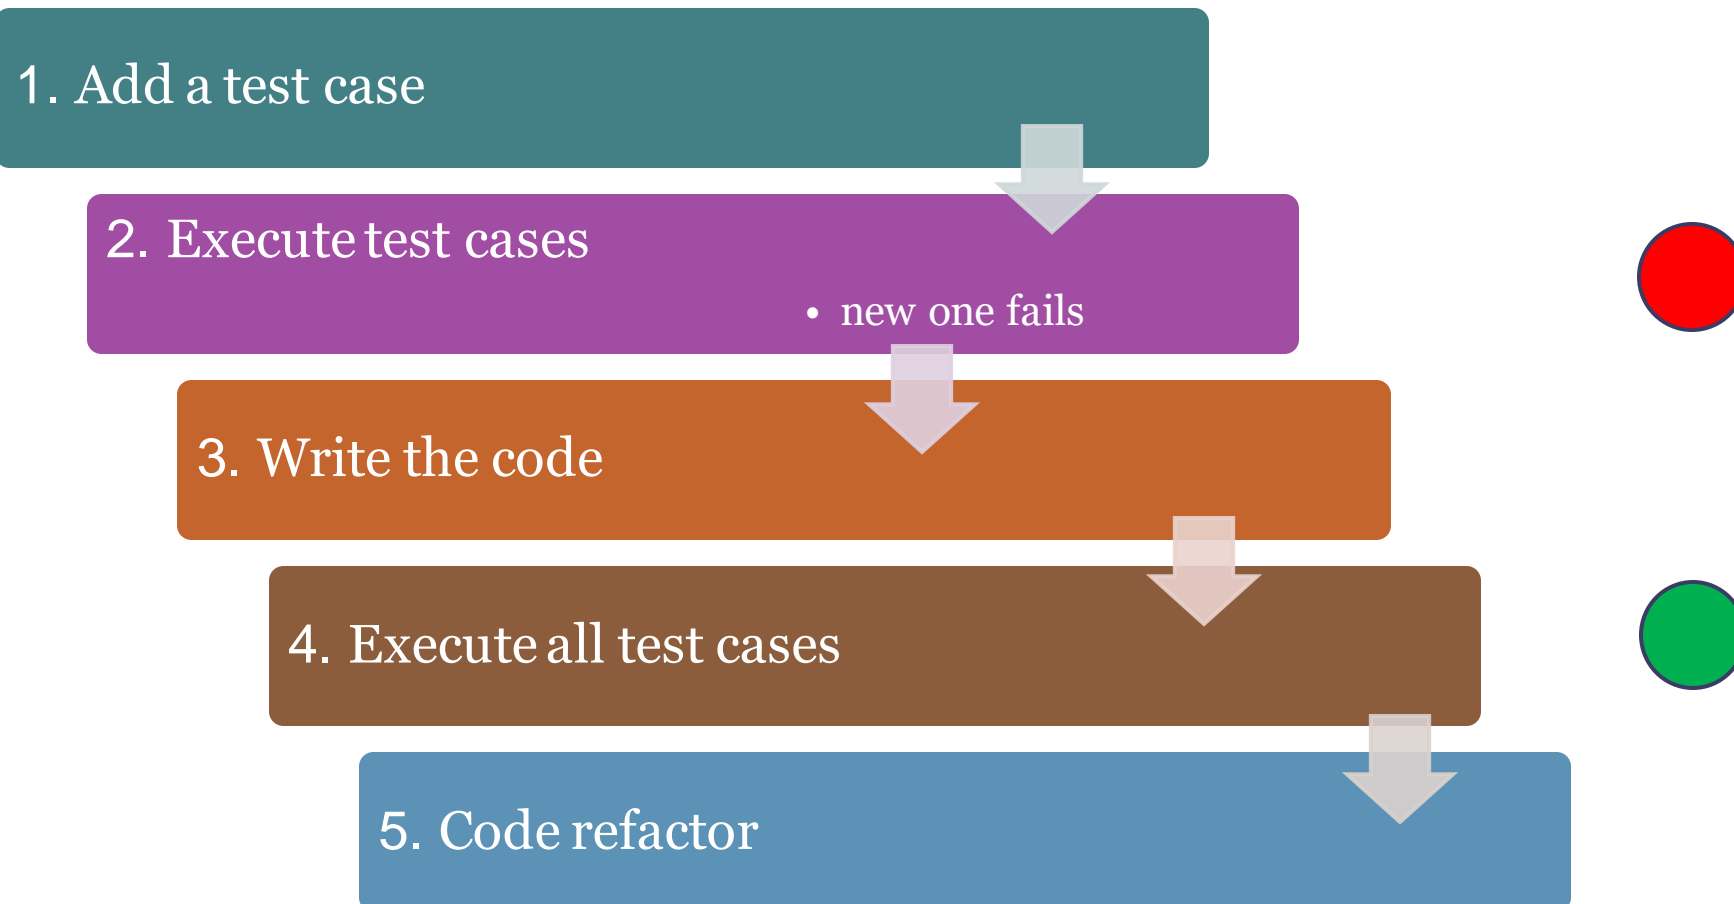 1. Add a test case
2. Execute test cases
• new one fails
3. Write the code
4. Execute all test cases
5. Code refactor